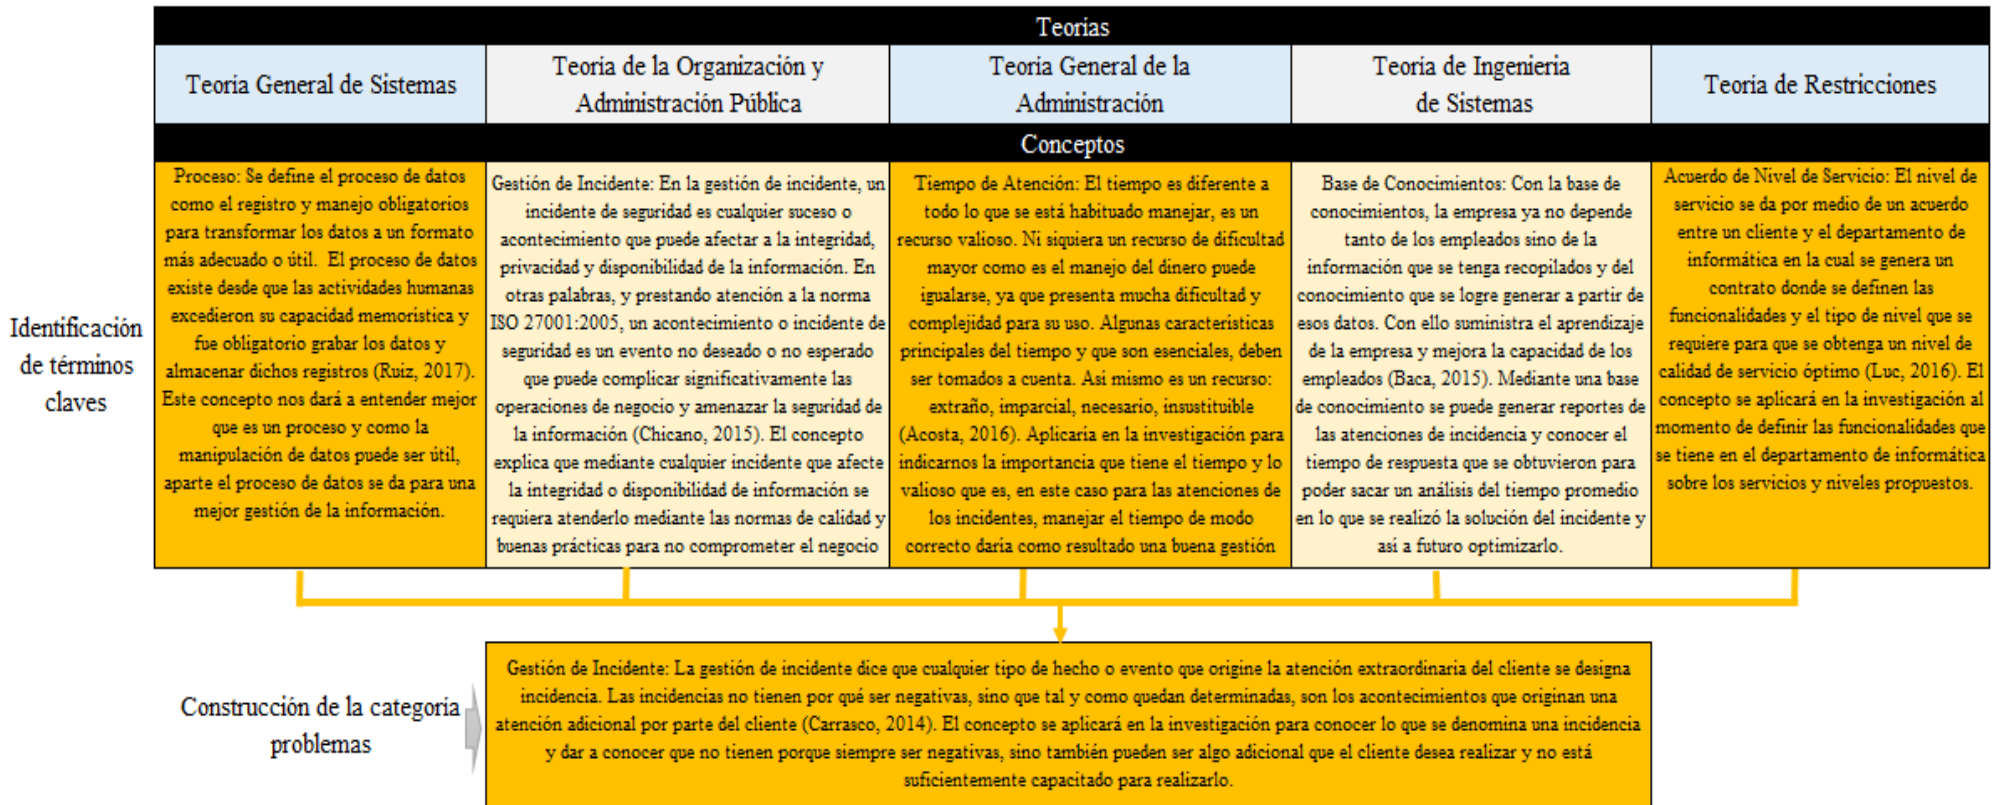 Teorías
Teoría General de Sistemas
Teoría de la Organización y
Administración Pública
Teoría General de la
Administración
Teoría de Ingeniería
de Sistemas
Teoría de Restricciones
Conceptos
Identificación
de términos
claves
Proceso: Se define el proceso de datos
como el registro y manejo obligatorios
para transformar los datos a un formato
más adecuado o útil. El proceso de datos
existe desde que las actividades humanas
excedieron su capacidad memorística y
fue obligatorio grabar los datos y
almacenar dichos registros (Ruiz, 2017).
Este concepto nos dará a entender mejor
que es un proceso y como la
manipulación de datos puede ser útil,
aparte el proceso de datos se da para una
mejor gestión de la información.
Gestión de Incidente: En la gestión de incidente, un
incidente de seguridad es cualquier suceso o
acontecimiento que puede afectar a la integridad,
privacidad y disponibilidad de la información. En
otras palabras, y prestando atención a la norma
ISO 27001:2005, un acontecimiento o incidente de
seguridad es un evento no deseado o no esperado
que puede complicar significativamente las
operaciones de negocio y amenazar la seguridad de
la información (Chicano, 2015). El concepto
explica que mediante cualquier incidente que afecte
la integridad o disponibilidad de información se
requiera atenderlo mediante las normas de calidad y
buenas prácticas para no comprometer el negocio
Tiempo de Atención: El tiempo es diferente a
todo lo que se está habituado manejar, es un
recurso valioso. Ni siquiera un recurso de dificultad
mayor como es el manejo del dinero puede
igualarse, ya que presenta mucha dificultad y
complejidad para su uso. Algunas características
principales del tiempo y que son esenciales, deben
ser tomados a cuenta. Así mismo es un recurso:
extraño, imparcial, necesario, insustituible
(Acosta, 2016). Aplicaría en la investigación para
indicarnos la importancia que tiene el tiempo y lo
valioso que es, en este caso para las atenciones de
los incidentes, manejar el tiempo de modo
correcto daría como resultado una buena gestión
Base de Conocimientos: Con la base de
conocimientos, la empresa ya no depende
tanto de los empleados sino de la
información que se tenga recopilados y del
conocimiento que se logre generar a partir de
esos datos. Con ello suministra el aprendizaje
de la empresa y mejora la capacidad de los
empleados (Baca, 2015). Mediante una base
de conocimiento se puede generar reportes de
las atenciones de incidencia y conocer el
tiempo de respuesta que se obtuvieron para
poder sacar un análisis del tiempo promedio
en lo que se realizó la solución del incidente y
así a futuro optimizarlo.
Acuerdo de Nivel de Servicio: El nivel de
servicio se da por medio de un acuerdo
entre un cliente y el departamento de
informática en la cual se genera un
contrato donde se definen las
funcionalidades y el tipo de nivel que se
requiere para que se obtenga un nivel de
calidad de servicio óptimo (Luc, 2016). El
concepto se aplicará en la investigación al
momento de definir las funcionalidades que
se tiene en el departamento de informática
sobre los servicios y niveles propuestos.
Construcción de la categoría
problemas
Gestión de Incidente: La gestión de incidente dice que cualquier tipo de hecho o evento que origine la atención extraordinaria del cliente se designa
incidencia. Las incidencias no tienen por qué ser negativas, sino que tal y como quedan determinadas, son los acontecimientos que originan una
atención adicional por parte del cliente (Carrasco, 2014). El concepto se aplicará en la investigación para conocer lo que se denomina una incidencia
y dar a conocer que no tienen porque siempre ser negativas, sino también pueden ser algo adicional que el cliente desea realizar y no está
suficientemente capacitado para realizarlo.